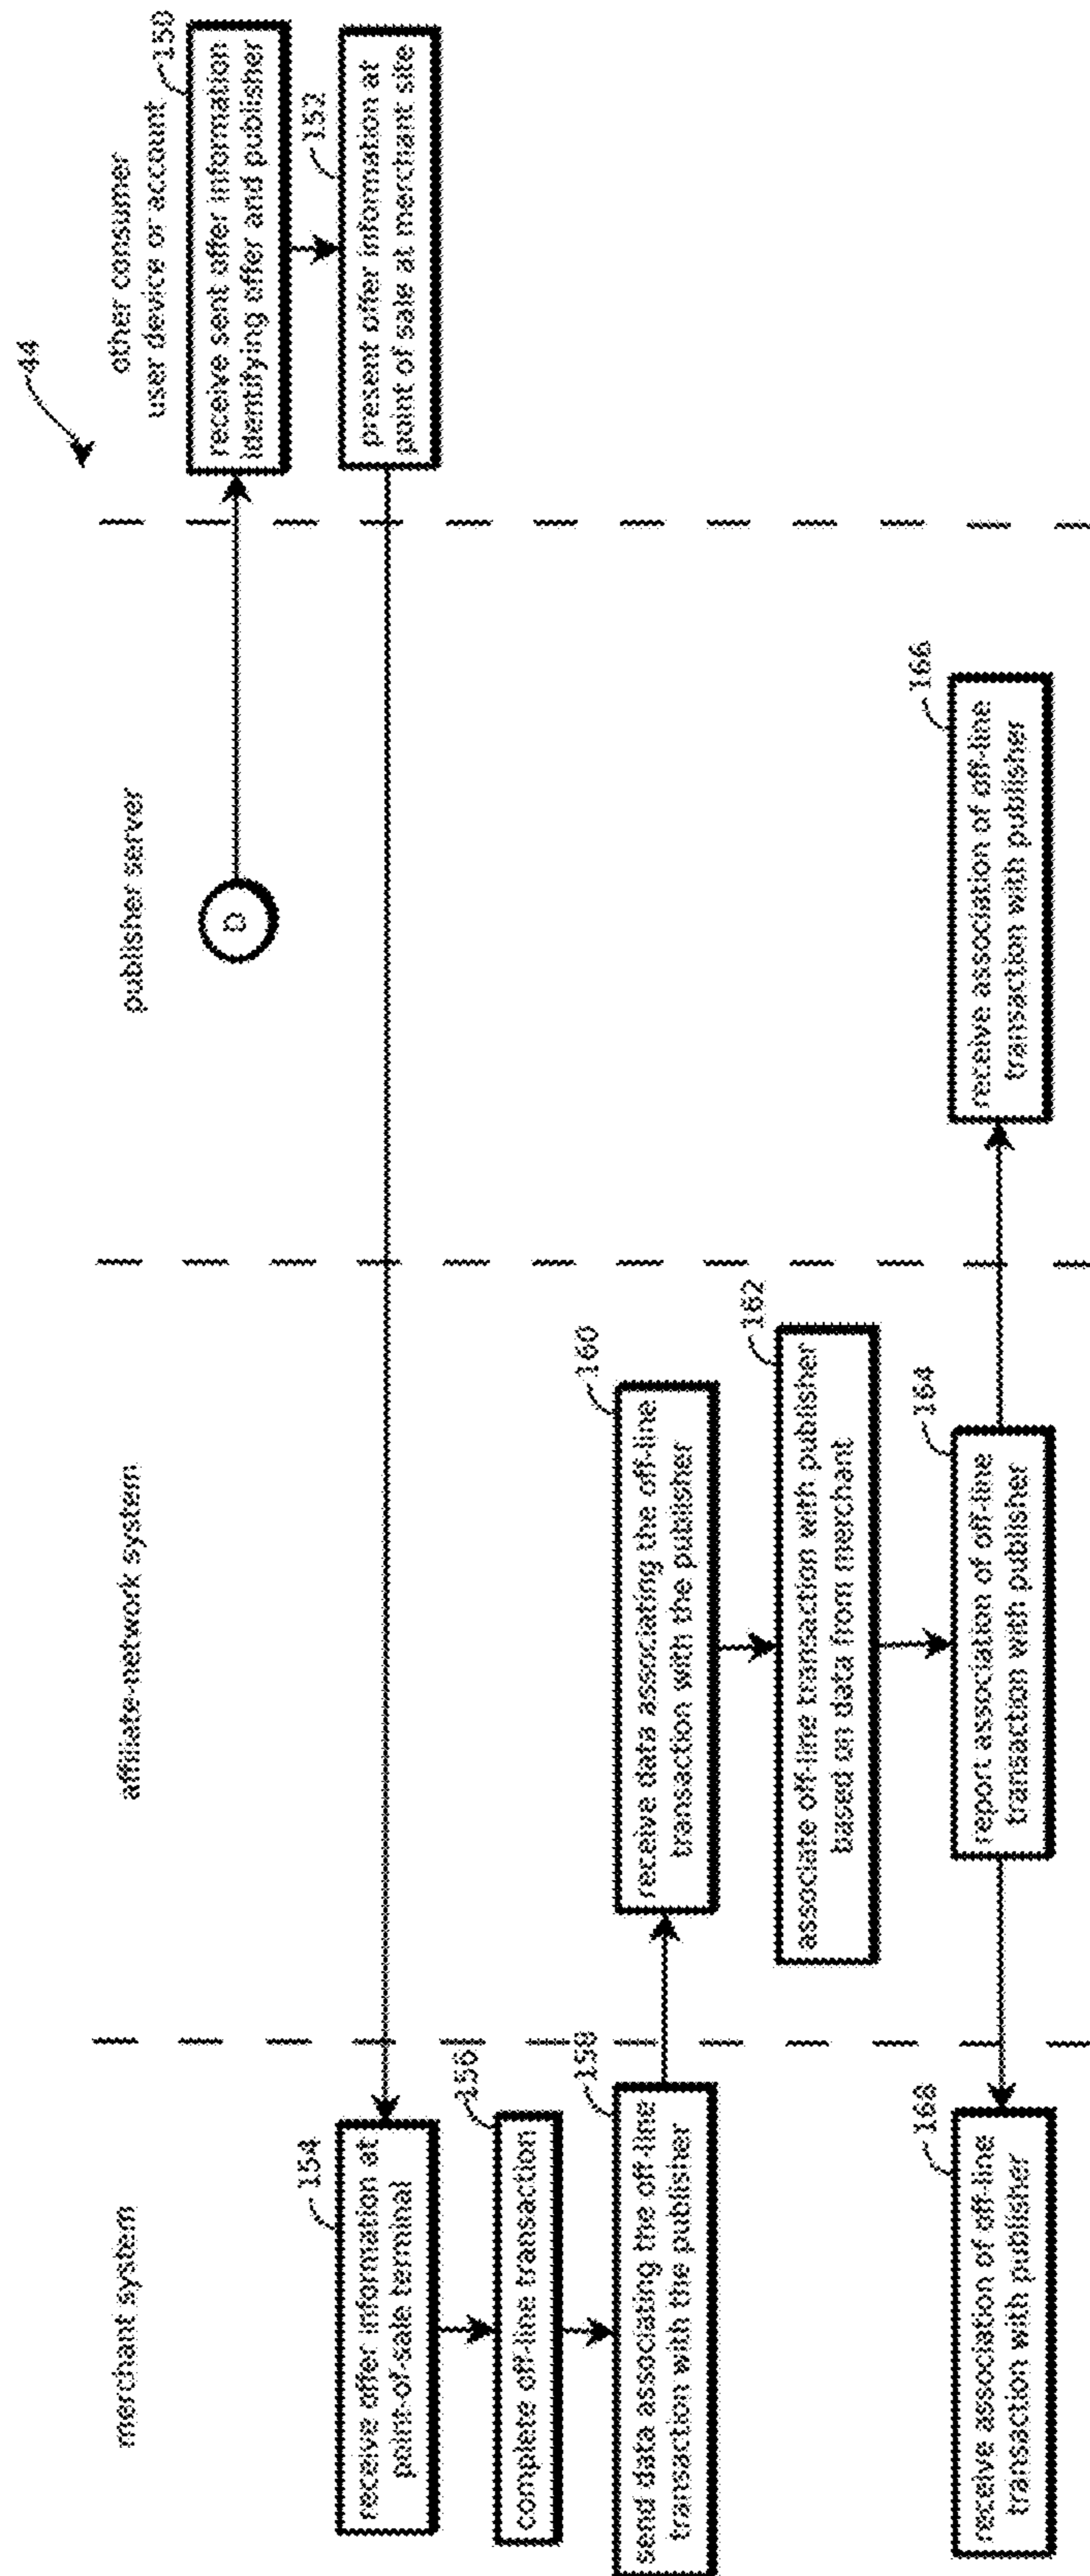 44
merchant system
affiliate-network system
publisher server
other consumer
user device or account
D
150
receive sent offer information
identifying offer and publisher
152
present offer information at
point of sale at merchant site
154
receive offer information at
point-of-sale terminal
156
complete off-line transaction
158
send data associating the off-line
transaction with the publisher
160
receive data associating the off-line
transaction with the publisher
162
associate off-line transaction with publisher
based on data from merchant
164
report association of off-line
transaction with publisher
166
receive association of off-line
transaction with publisher
168
receive association of off-line
transaction with publisher